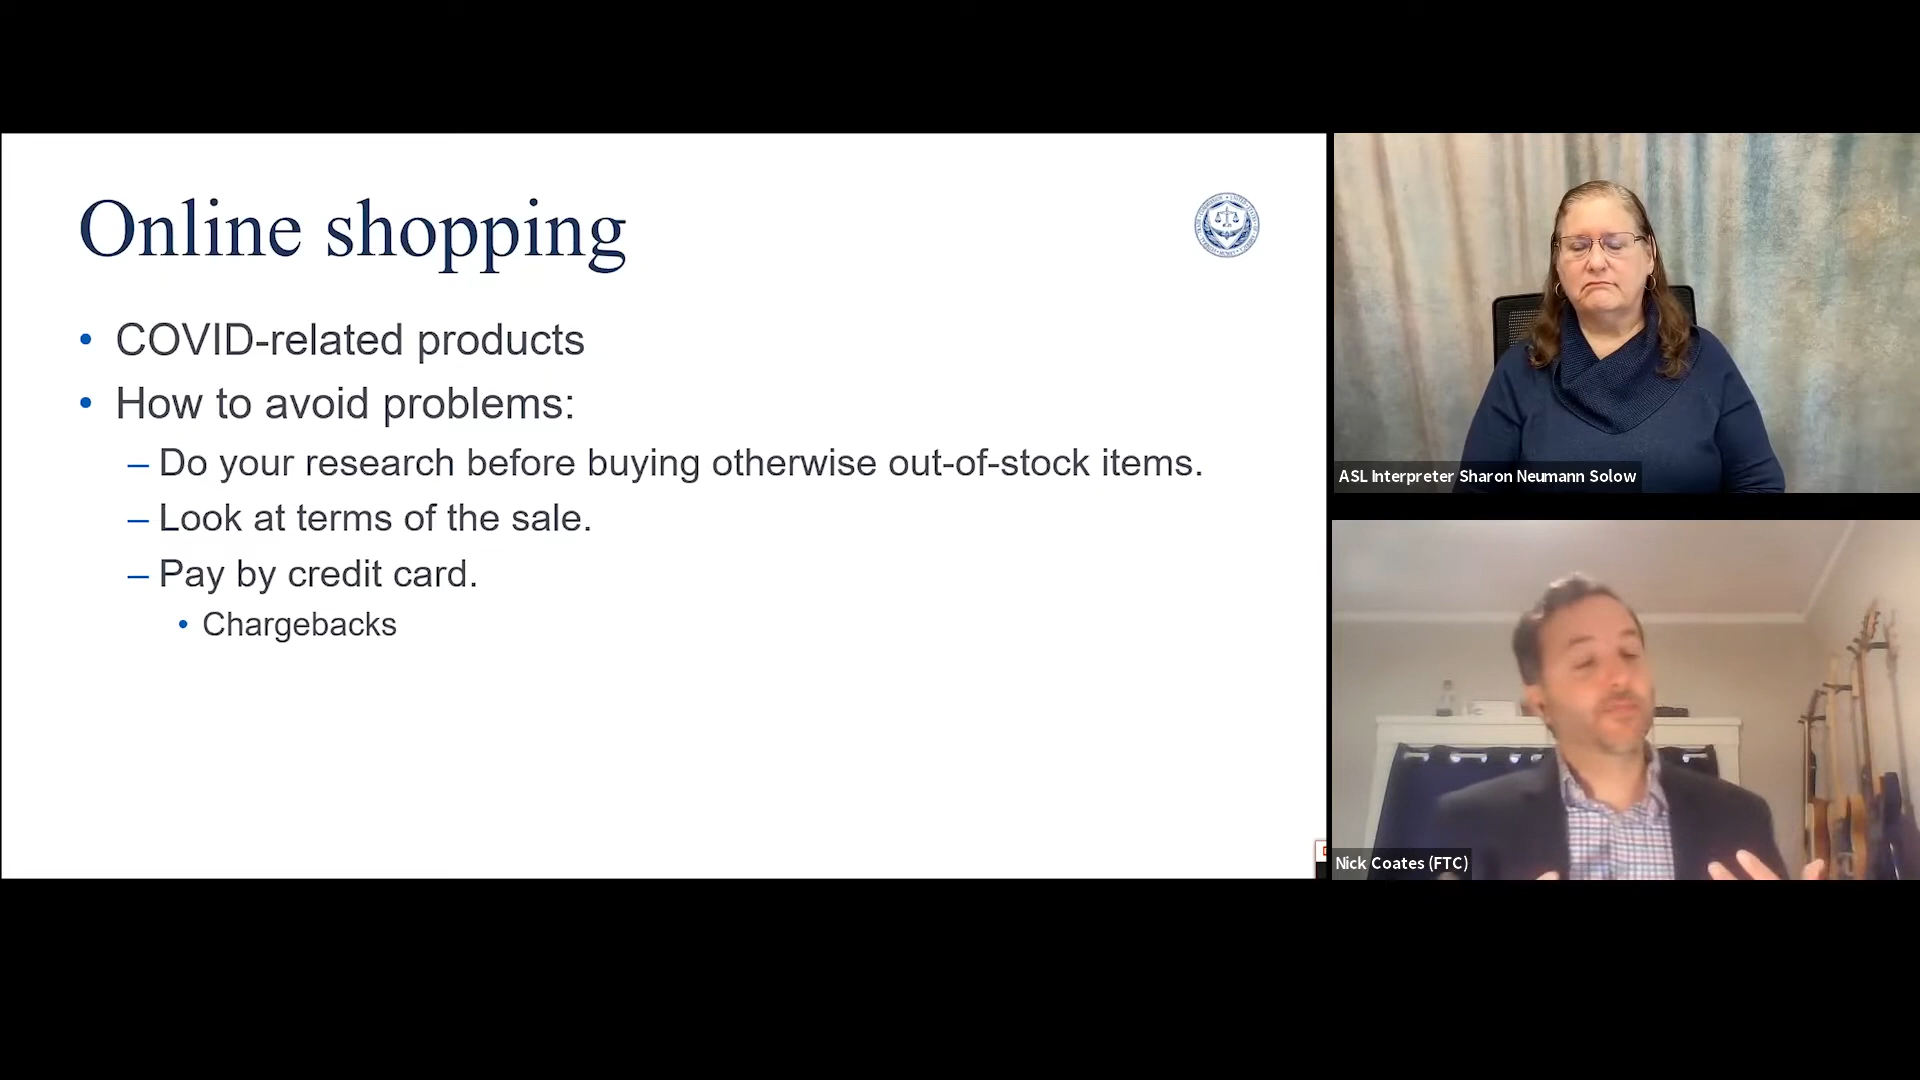 Online shopping
• COVID-related products
• How to avoid problems:
– Do your research before buying otherwise out-of-stock items.
– Look at terms of the sale.
– Pay by credit card.
• Chargebacks
ASL Interpreter Sharon Neumann Solow
Nick Coates (FTC)